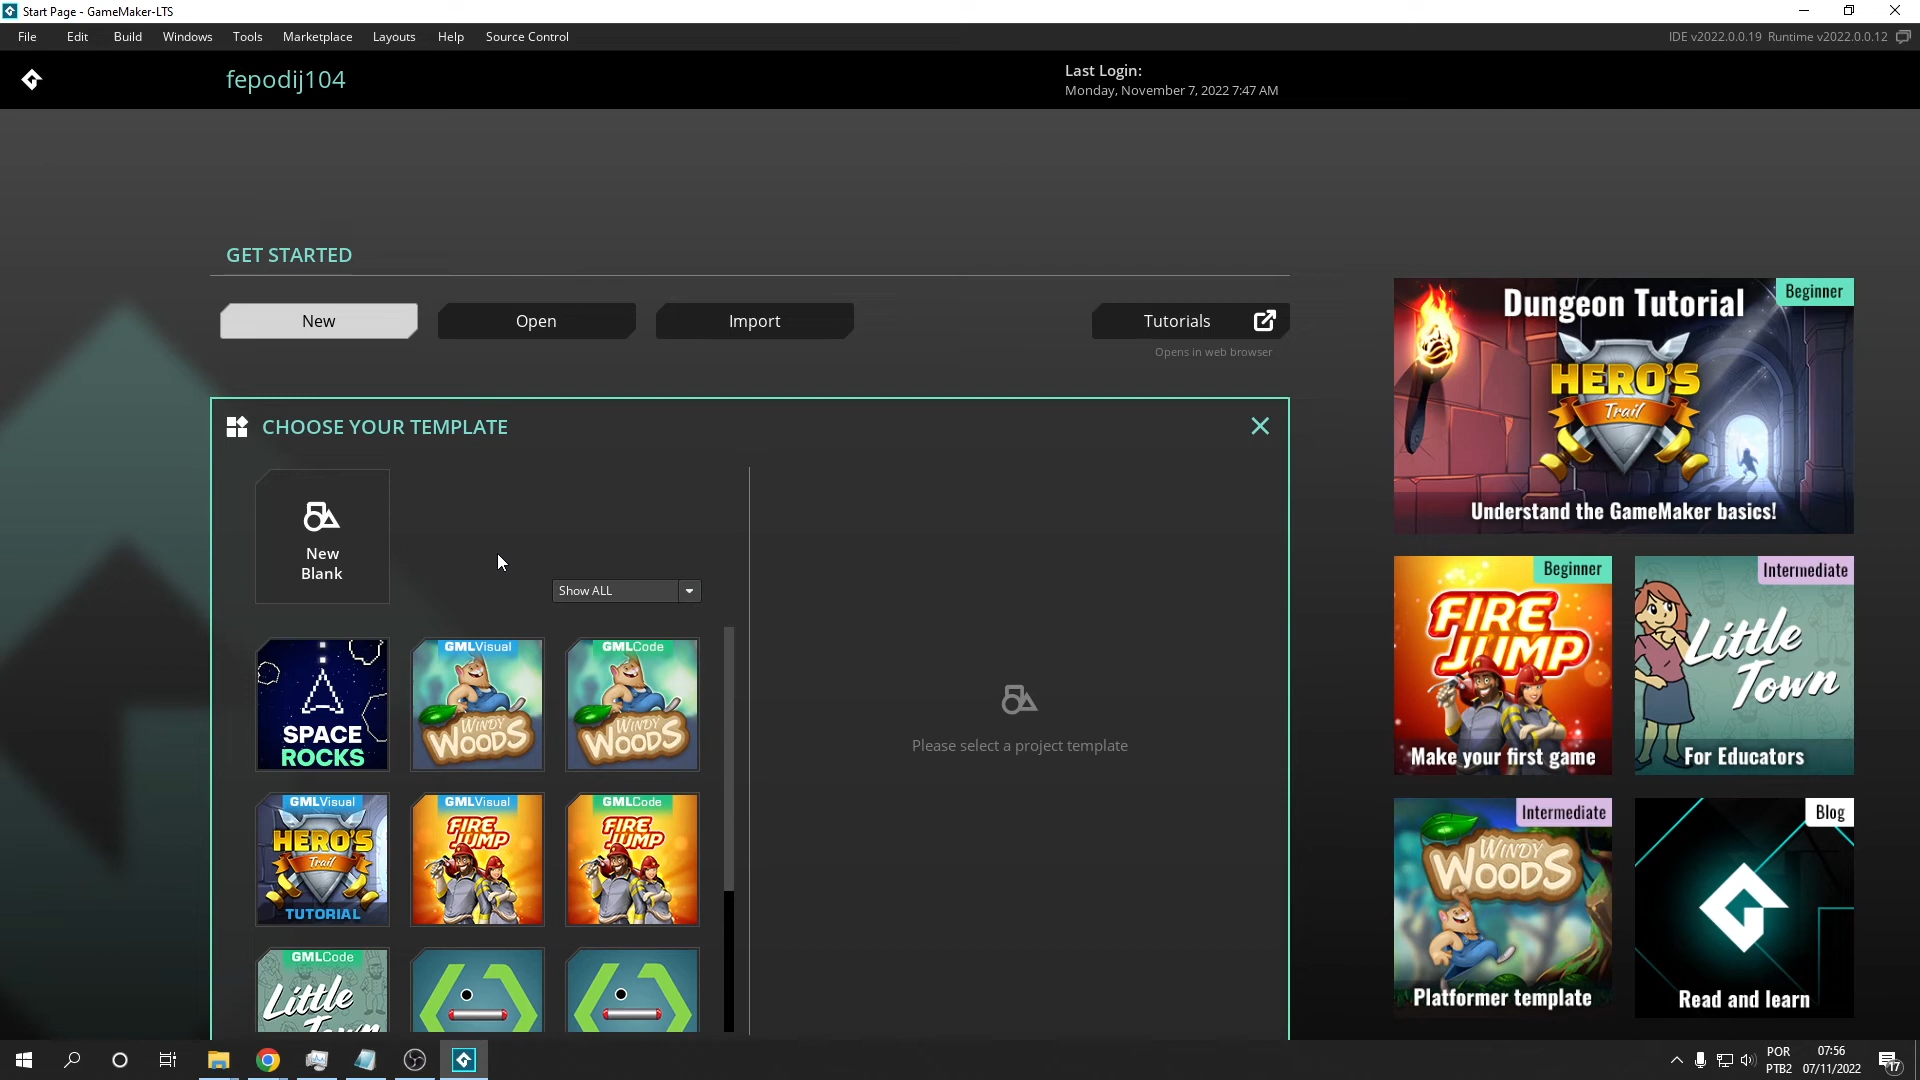 Start Page - GameMaker-LTS
File Edit Build Windows Tools Marketplace Layouts Help Source Control
IDE v2022.0.0.19 Runtime v2022.0.0.12
fepodij104
Last Login:
Monday, November 7, 2022 7:47 AM
GET STARTED
New Open Import Tutorials
Opens in web browser
CHOOSE YOUR TEMPLATE
New
Blank
Show ALL
SPACE
ROCKS
GMLVisual
WINDY
WOODS
GMLCode
WINDY
WOODS
GMLVisual
HERO'S
Trail
TUTORIAL
GMLVisual
FIRE
JUMP
GMLCode
FIRE
JUMP
GMLCode
Little
Town
Please select a project template
Beginner
Dungeon Tutorial
HERO'S
Trail
Understand the GameMaker basics!
Beginner
FIRE
JUMP
Make your first game
Intermediate
Little
Town
For Educators
Intermediate
WINDY
WOODS
Platformer template
Blog
Read and learn
POR
PTB2
07:56
07/11/2022
17